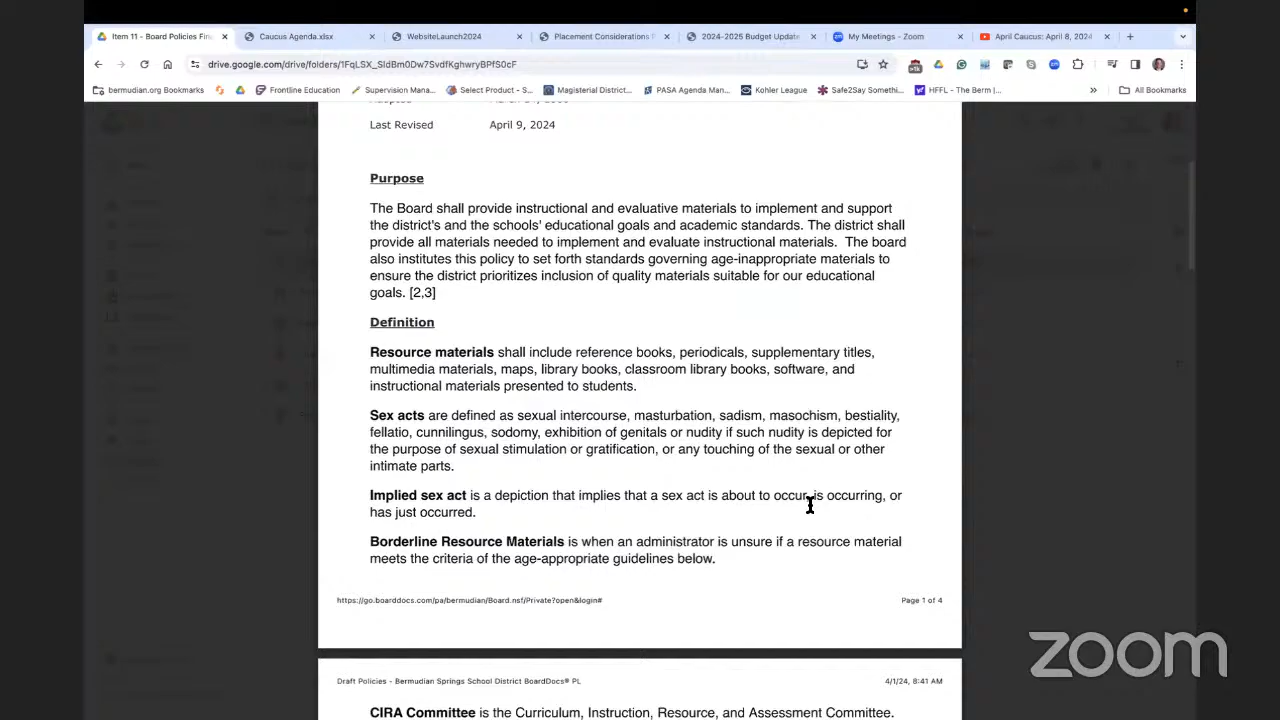 Item 11 - Board Policies Fin
Caucus Agenda.xlsx
WebsiteLaunch2024
Placement Considerations P
2024-2025 Budget Update
My Meetings - Zoom
April Caucus: April 8, 2024
drive.google.com/drive/folders/1FqLSX_SldBm0Dw7SvdfKghwryBPfS0cF
bermudian.org Bookmarks
Frontline Education
Supervision Mana...
Select Product - S...
Magisterial District...
PASA Agenda Man...
Kohler League
Safe2Say Somethi...
HFFL - The Berm |...
All Bookmarks
Last Revised April 9, 2024
Purpose
The Board shall provide instructional and evaluative materials to implement and support
the district's and the schools' educational goals and academic standards. The district shall
provide all materials needed to implement and evaluate instructional materials. The board
also institutes this policy to set forth standards governing age-inappropriate materials to
ensure the district prioritizes inclusion of quality materials suitable for our educational
goals. [2,3]
Definition
Resource materials shall include reference books, periodicals, supplementary titles,
multimedia materials, maps, library books, classroom library books, software, and
instructional materials presented to students.
Sex acts are defined as sexual intercourse, masturbation, sadism, masochism, bestiality,
fellatio, cunnilingus, sodomy, exhibition of genitals or nudity if such nudity is depicted for
the purpose of sexual stimulation or gratification, or any touching of the sexual or other
intimate parts.
Implied sex act is a depiction that implies that a sex act is about to occur, is occurring, or
has just occurred.
Borderline Resource Materials is when an administrator is unsure if a resource material
meets the criteria of the age-appropriate guidelines below.
https://go.boarddocs.com/pa/bermudian/Board.nsf/Private?open&login#
Page 1 of 4
zoom
Draft Policies - Bermudian Springs School District BoardDocs® PL
4/1/24, 8:41 AM
CIRA Committee is the Curriculum, Instruction, Resource, and Assessment Committee.